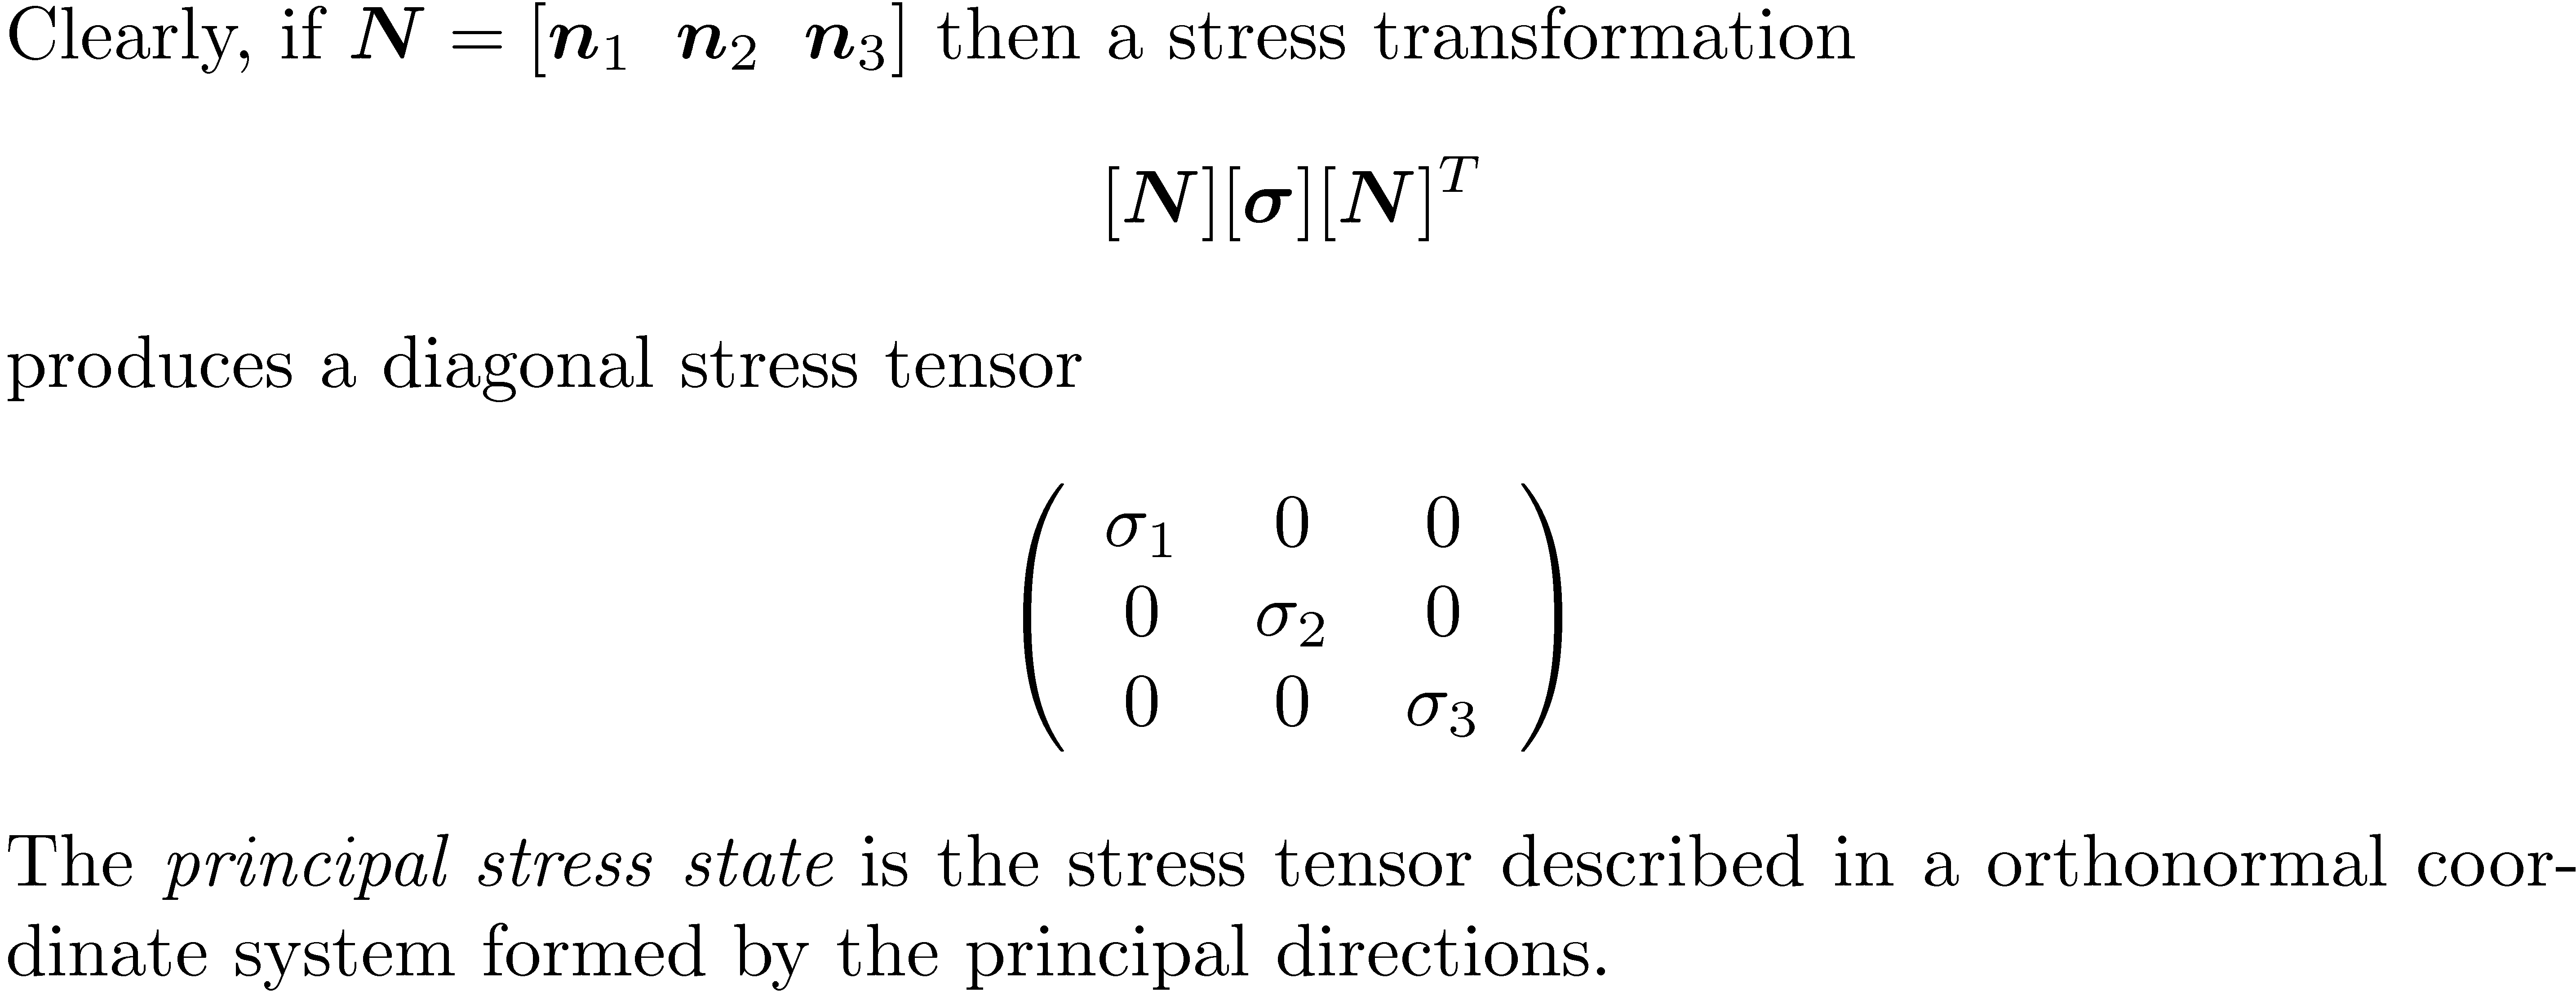 Clearly, if N = [n₁ n₂ n₃] then a stress transformation
[N][σ][N]ᵀ
produces a diagonal stress tensor
σ₁ 0 0
0 σ₂ 0
0 0 σ₃
The principal stress state is the stress tensor described in a orthonormal coor-
dinate system formed by the principal directions.